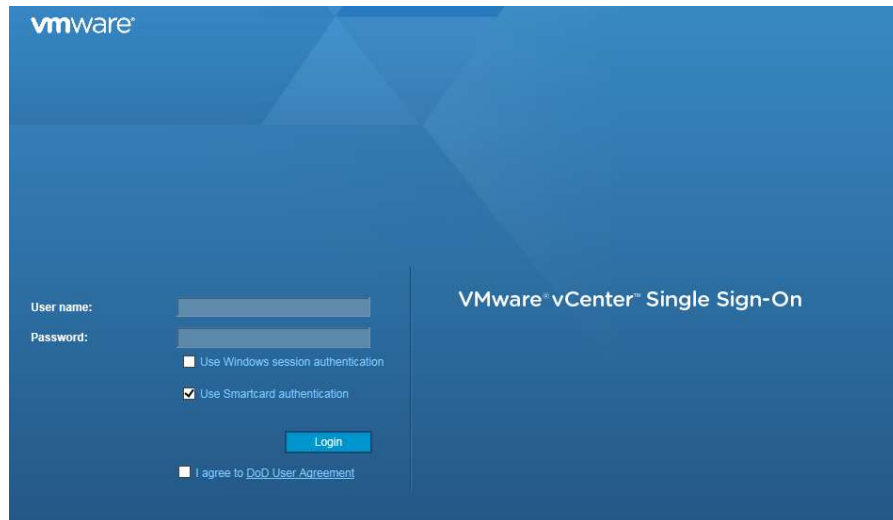 vmware®
User name:
VMware® vCenter™ Single Sign-On
Password:
Use Windows session authentication
Use Smartcard authentication
Login
I agree to DoD User Agreement